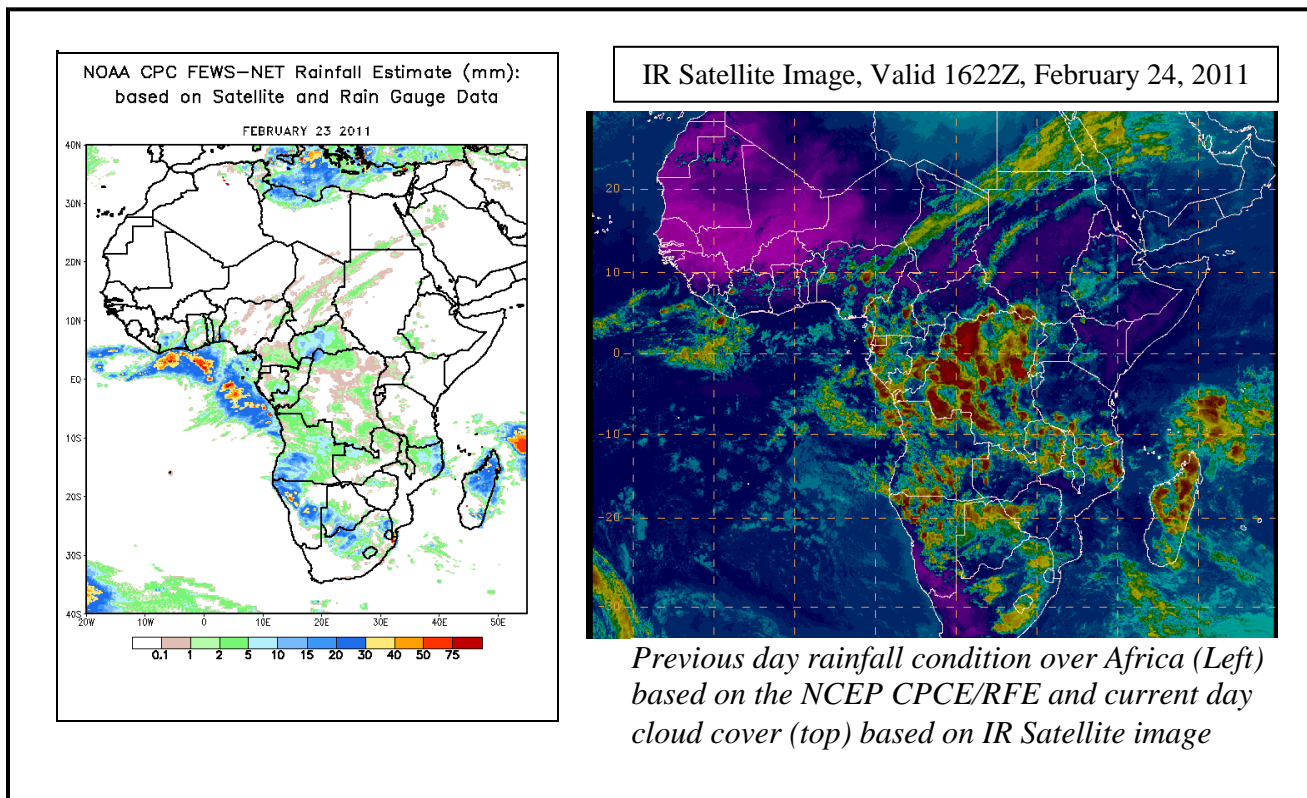 NOAA CPC FEWS-NET Rainfall Estimate (mm):
based on Satellite and Rain Gauge Data
FEBRUARY 23 2011
40N
30N
20N
10N
EQ
10S
20S
30S
40S
20W 10W 0 10E 20E 30E 40E 50E
0.1 1 2 5 10 15 20 30 40 50 75
IR Satellite Image, Valid 1622Z, February 24, 2011
20
10
0
-10
-20
-30
Previous day rainfall condition over Africa (Left)
based on the NCEP CPCE/RFE and current day
cloud cover (top) based on IR Satellite image